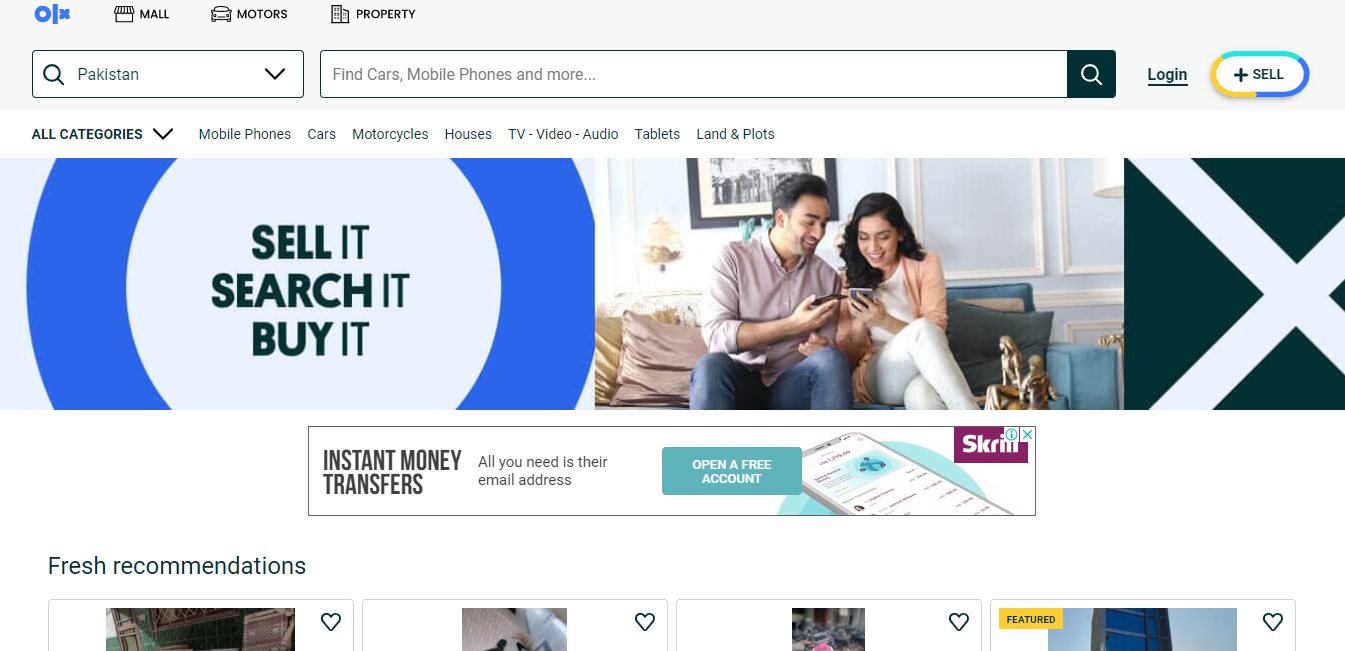 olx MALL MOTORS PROPERTY
Pakistan
Find Cars, Mobile Phones and more...
Login
SELL
ALL CATEGORIES Mobile Phones Cars Motorcycles Houses TV - Video - Audio Tablets Land & Plots
SELL IT
SEARCH IT
BUY IT
INSTANT MONEY
TRANSFERS
All you need is their
email address
OPEN A FREE
ACCOUNT
Skrill
Fresh recommendations
FEATURED